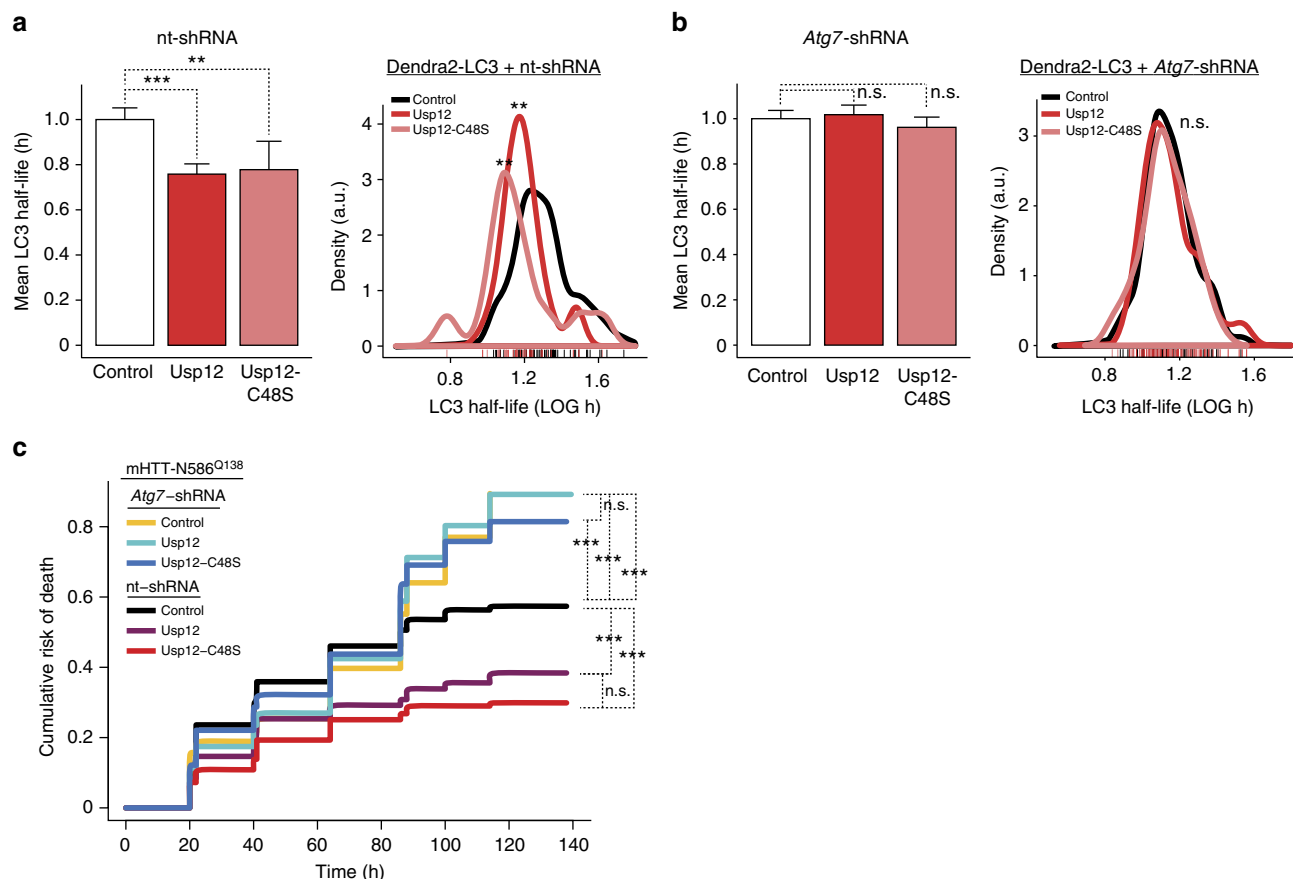 a
nt-shRNA
**
***
Mean LC3 half-life (h)
1.0
0.8
0.6
0.4
0.2
0
Control
Usp12
Usp12-
C48S
Dendra2-LC3 + nt-shRNA
Control
Usp12
Usp12-C48S
**
**
Density (a.u.)
4
3
2
1
0
0.8
1.2
1.6
LC3 half-life (LOG h)
b
Atg7-shRNA
n.s.
n.s.
Mean LC3 half-life (h)
1.0
0.8
0.6
0.4
0.2
0
Control
Usp12
Usp12-
C48S
Dendra2-LC3 + Atg7-shRNA
Control
Usp12
Usp12-C48S
n.s.
Density (a.u.)
3
2
1
0
0.8
1.2
1.6
LC3 half-life (LOG h)
c
mHTT-N586Q138
Atg7–shRNA
Control
Usp12
Usp12–C48S
nt–shRNA
Control
Usp12
Usp12–C48S
Cumulative risk of death
0.8
0.6
0.4
0.2
0
0
20
40
60
80
100
120
140
Time (h)
n.s.
***
***
***
***
***
n.s.